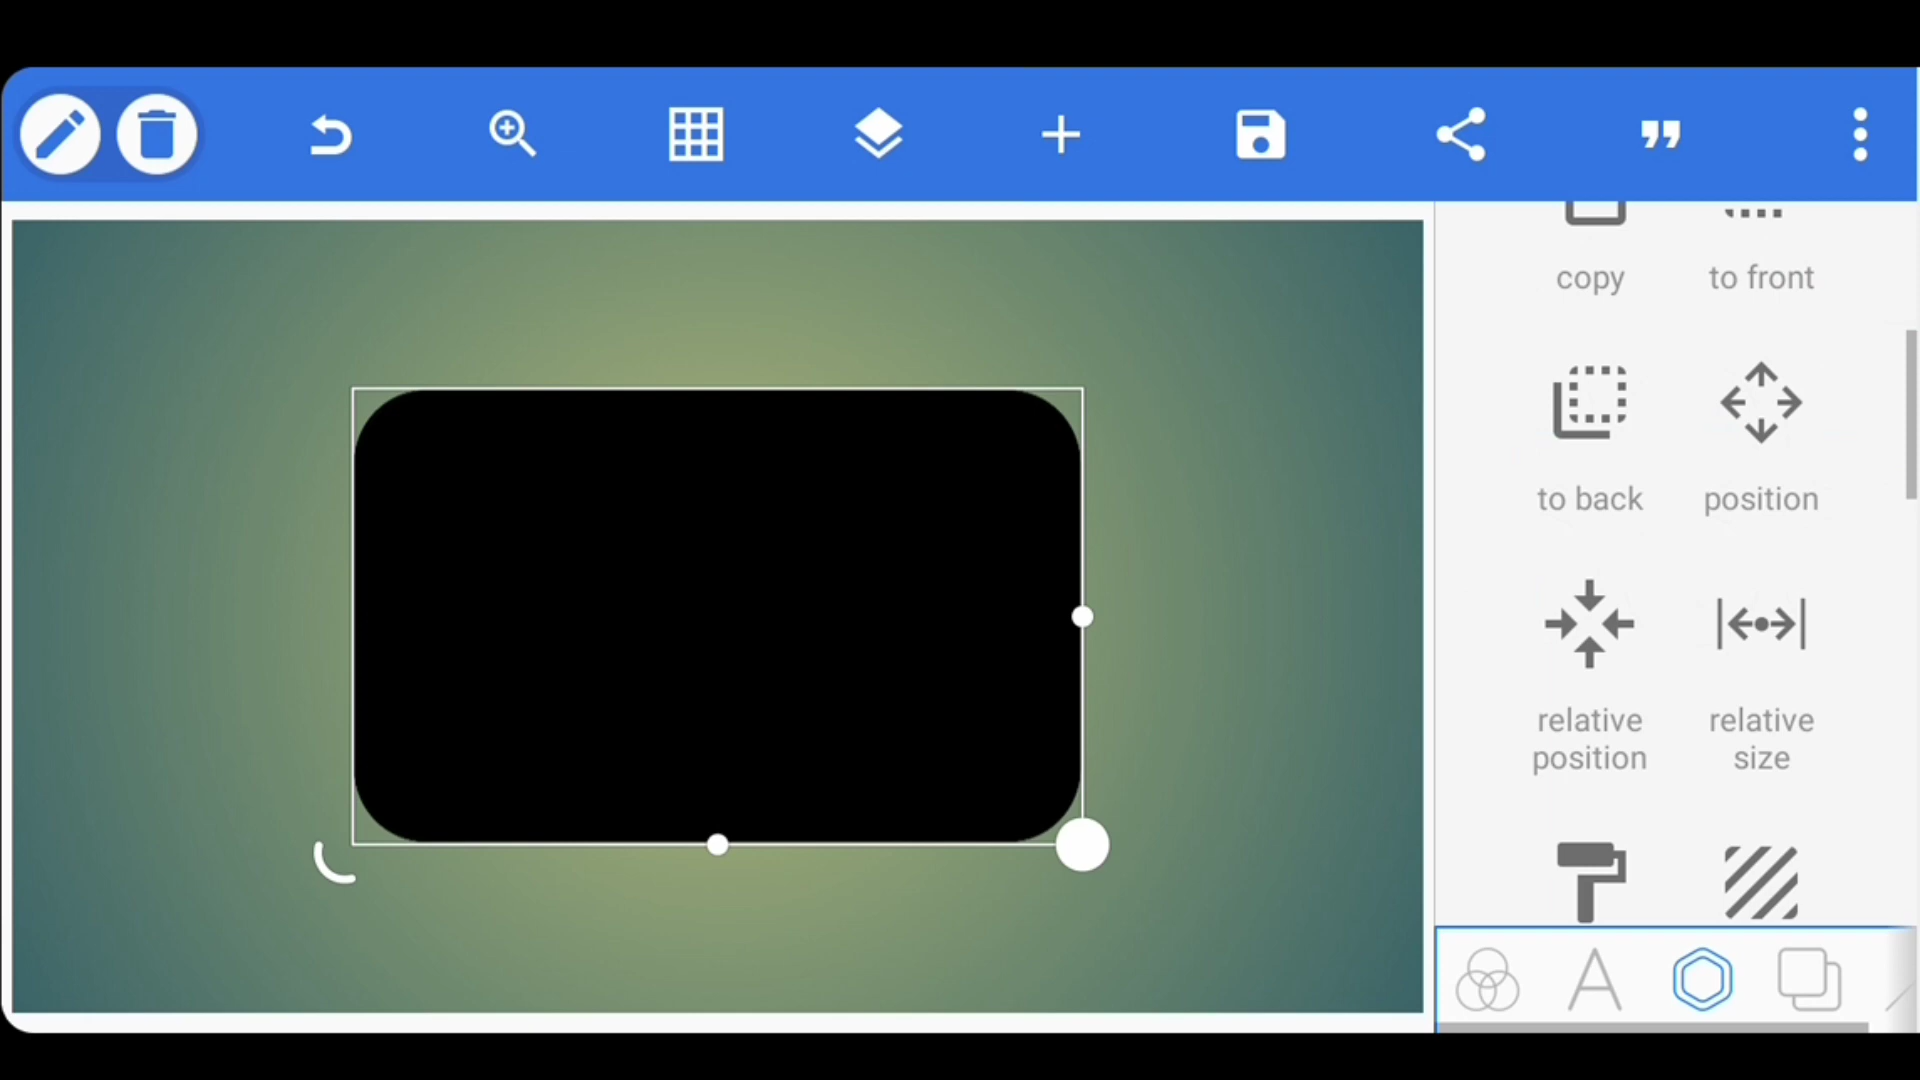 copy
to front
to back
position
relative
position
relative
size